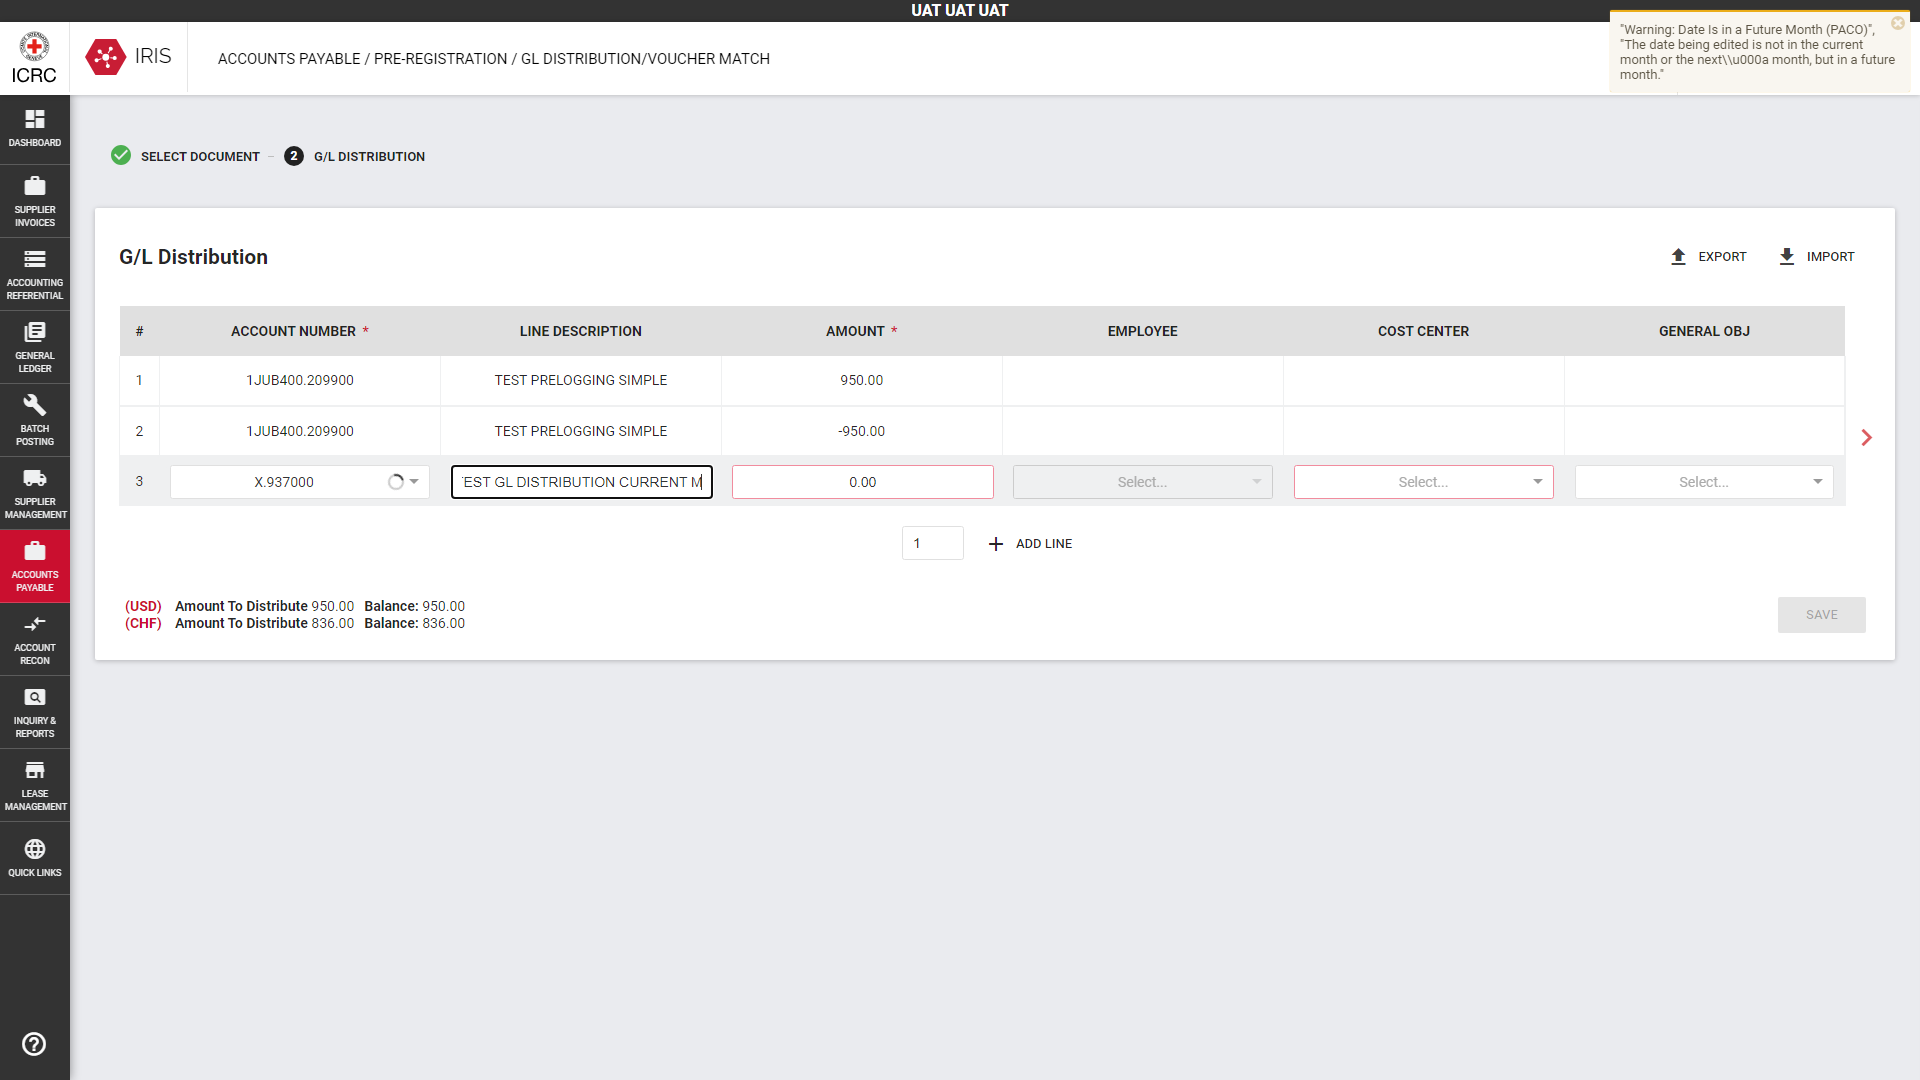 UAT UAT UAT
ICRC
IRIS
ACCOUNTS PAYABLE / PRE-REGISTRATION / GL DISTRIBUTION/VOUCHER MATCH
"Warning: Date Is in a Future Month (PACO)",
"The date being edited is not in the current
month or the next\\u000a month, but in a future
month."
DASHBOARD
SUPPLIER
INVOICES
ACCOUNTING
REFERENTIAL
GENERAL
LEDGER
BATCH
POSTING
SUPPLIER
MANAGEMENT
ACCOUNTS
PAYABLE
ACCOUNT
RECON
INQUIRY &
REPORTS
LEASE
MANAGEMENT
QUICK LINKS
SELECT DOCUMENT
2 G/L DISTRIBUTION
G/L Distribution
EXPORT
IMPORT
# ACCOUNT NUMBER * LINE DESCRIPTION AMOUNT * EMPLOYEE COST CENTER GENERAL OBJ
1 1JUB400.209900 TEST PRELOGGING SIMPLE 950.00
2 1JUB400.209900 TEST PRELOGGING SIMPLE -950.00
3 X.937000 EST GL DISTRIBUTION CURRENT M 0.00 Select... Select... Select...
1 ADD LINE
(USD) Amount To Distribute 950.00 Balance: 950.00
(CHF) Amount To Distribute 836.00 Balance: 836.00
SAVE